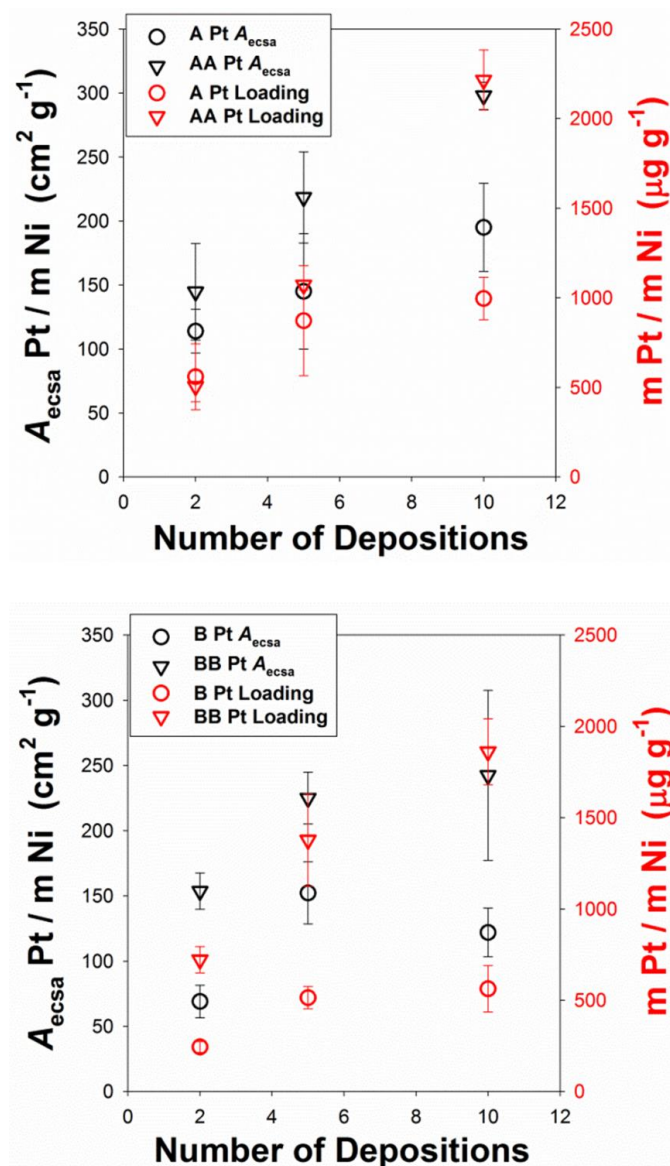 A Pt Aecsa
AA Pt Aecsa
A Pt Loading
AA Pt Loading
Aecsa Pt / m Ni (cm² g⁻¹)
350
300
250
200
150
100
50
0
2500
2000
1500
1000
500
0
m Pt / m Ni (µg g⁻¹)
0 2 4 6 8 10 12
Number of Depositions
B Pt Aecsa
BB Pt Aecsa
B Pt Loading
BB Pt Loading
Aecsa Pt / m Ni (cm² g⁻¹)
350
300
250
200
150
100
50
0
2500
2000
1500
1000
500
0
m Pt / m Ni (µg g⁻¹)
0 2 4 6 8 10 12
Number of Depositions